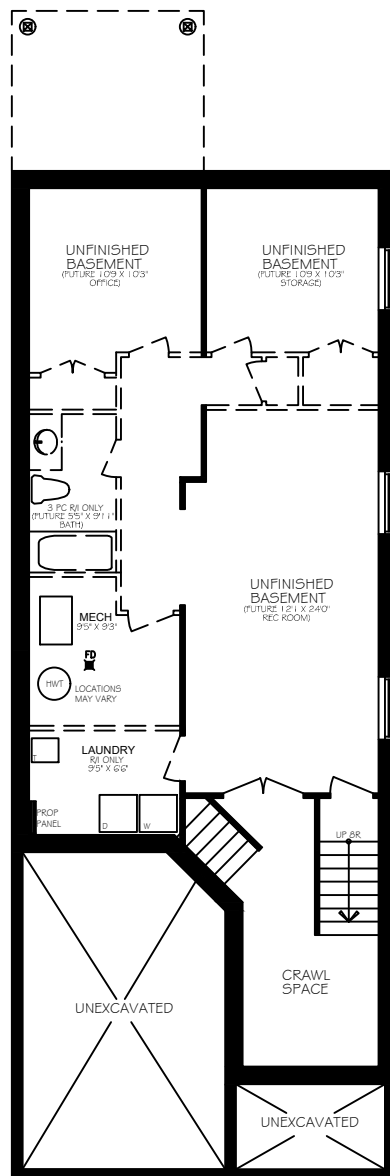 UNFINISHED
BASEMENT
(FUTURE 10'9 X 10'3"
OFFICE)
UNFINISHED
BASEMENT
(FUTURE 10'9 X 10'3"
STORAGE)
3 PC R/I ONLY
(FUTURE 5'5" X 9'11"
BATH)
UNFINISHED
BASEMENT
(FUTURE 12'1 X 24'0"
REC ROOM)
MECH
9'5" X 9'3"
FD
HWT
LOCATIONS
MAY VARY
LAUNDRY
R/I ONLY
9'5" X 6'6"
T
PROP
PANEL
D
W
UP 8R
CRAWL
SPACE
UNEXCAVATED
UNEXCAVATED